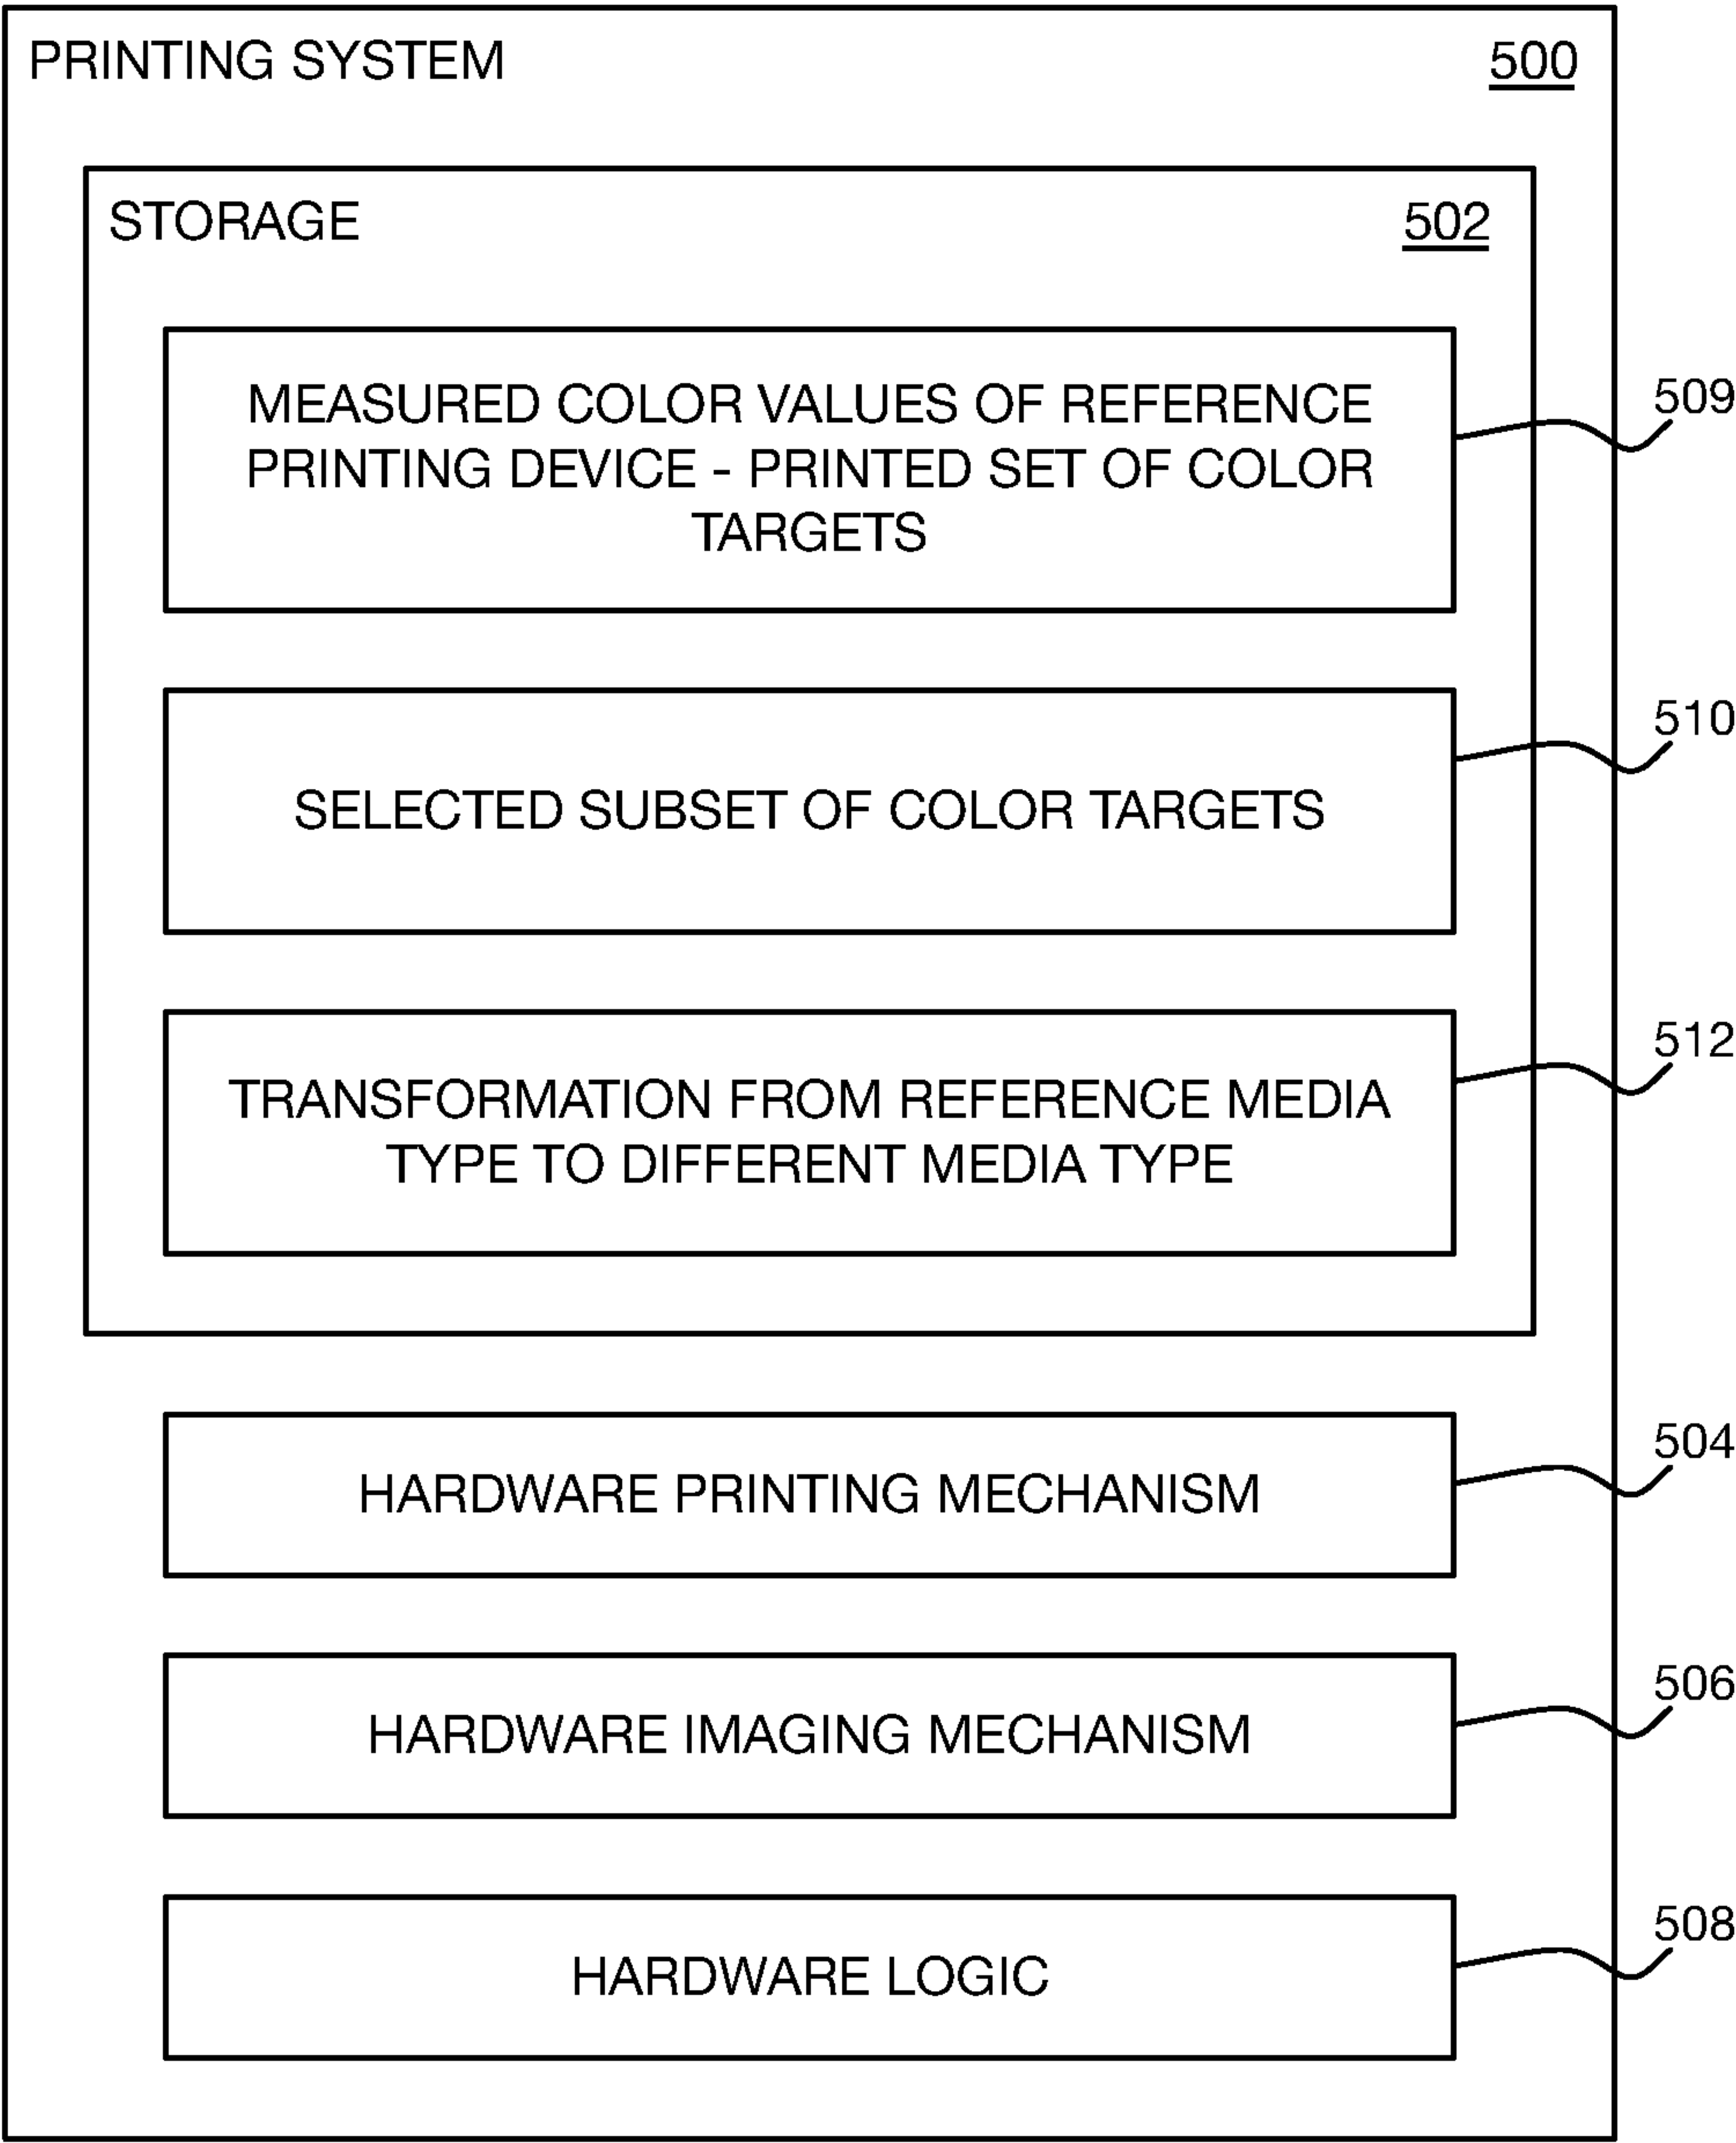 PRINTING SYSTEM 500
STORAGE 502
MEASURED COLOR VALUES OF REFERENCE
PRINTING DEVICE - PRINTED SET OF COLOR
TARGETS
509
SELECTED SUBSET OF COLOR TARGETS
510
TRANSFORMATION FROM REFERENCE MEDIA
TYPE TO DIFFERENT MEDIA TYPE
512
HARDWARE PRINTING MECHANISM
504
HARDWARE IMAGING MECHANISM
506
HARDWARE LOGIC
508